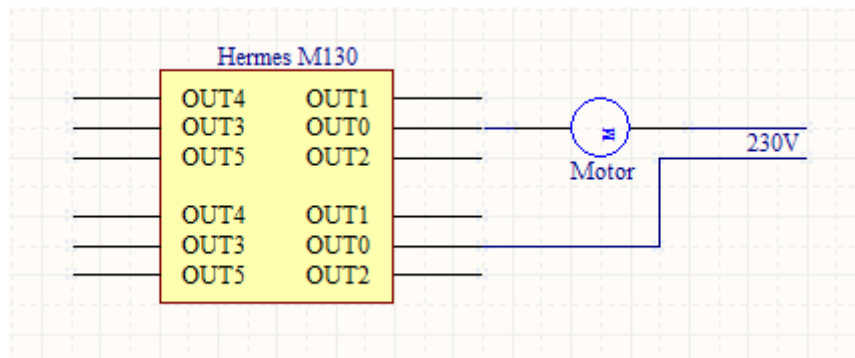 Hermes M130
OUT4 OUT1
OUT3 OUT0
OUT5 OUT2
230V
M
Motor
OUT4 OUT1
OUT3 OUT0
OUT5 OUT2